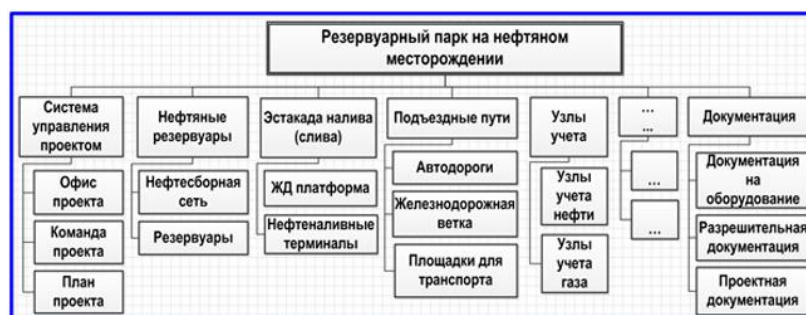 Резервуарный парк на нефтяном
месторождении
Система
управления
проектом
Офис
проекта
Команда
проекта
План
проекта
Нефтяные
резервуары
Нефтесборная
сеть
Резервуары
Эстакада налива
(слива)
ЖД платформа
Нефтеналивные
терминалы
Подъездные пути
Автодороги
Железнодорожная
ветка
Площадки для
транспорта
Узлы
учета
Узлы
учета
нефти
Узлы
учета
газа
...
...
...
...
Документация
Документация
на
оборудование
Разрешительная
документация
Проектная
документация